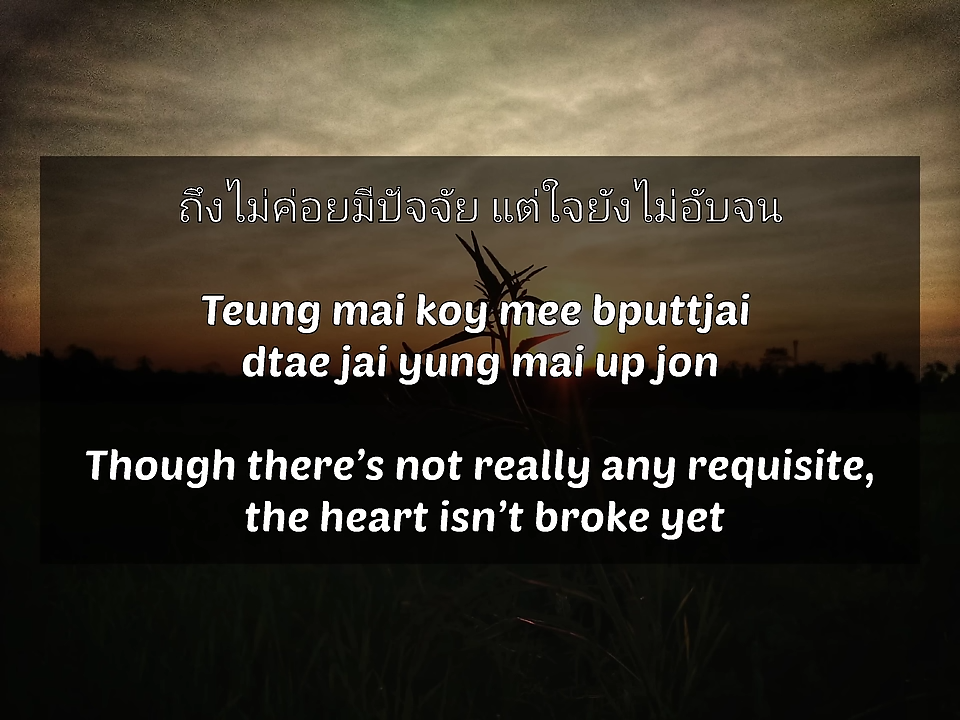 ถึงไม่ค่อยมีปัจจัย แต่ใจยังไม่อับจน
Teung mai koy mee bputtjai
dtae jai yung mai up jon
Though there’s not really any requisite,
the heart isn’t broke yet